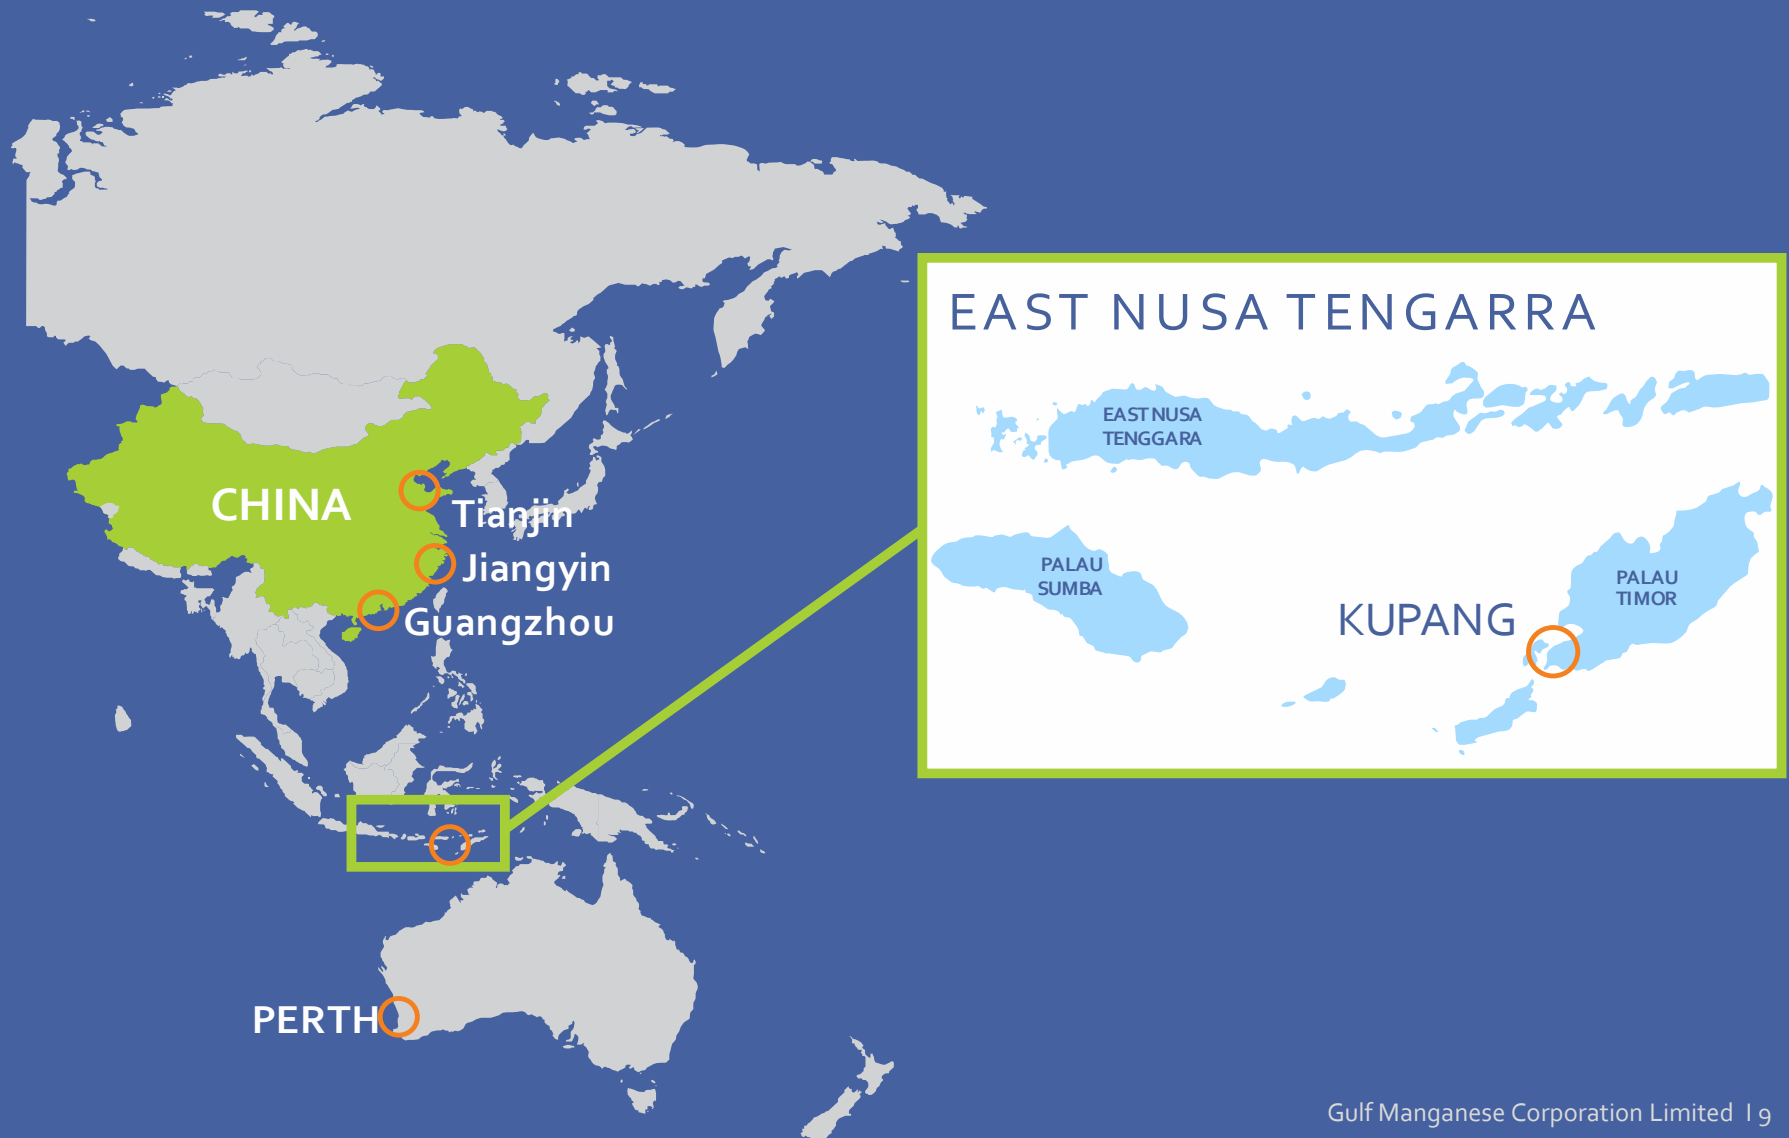 EAST NUSA TENGARRA
EAST NUSA
TENGGARA
CHINA
Tianjin
Jiangyin
Guangzhou
PALAU
SUMBA
PALAU
TIMOR
KUPANG
PERTH
Gulf Manganese Corporation Limited I 9